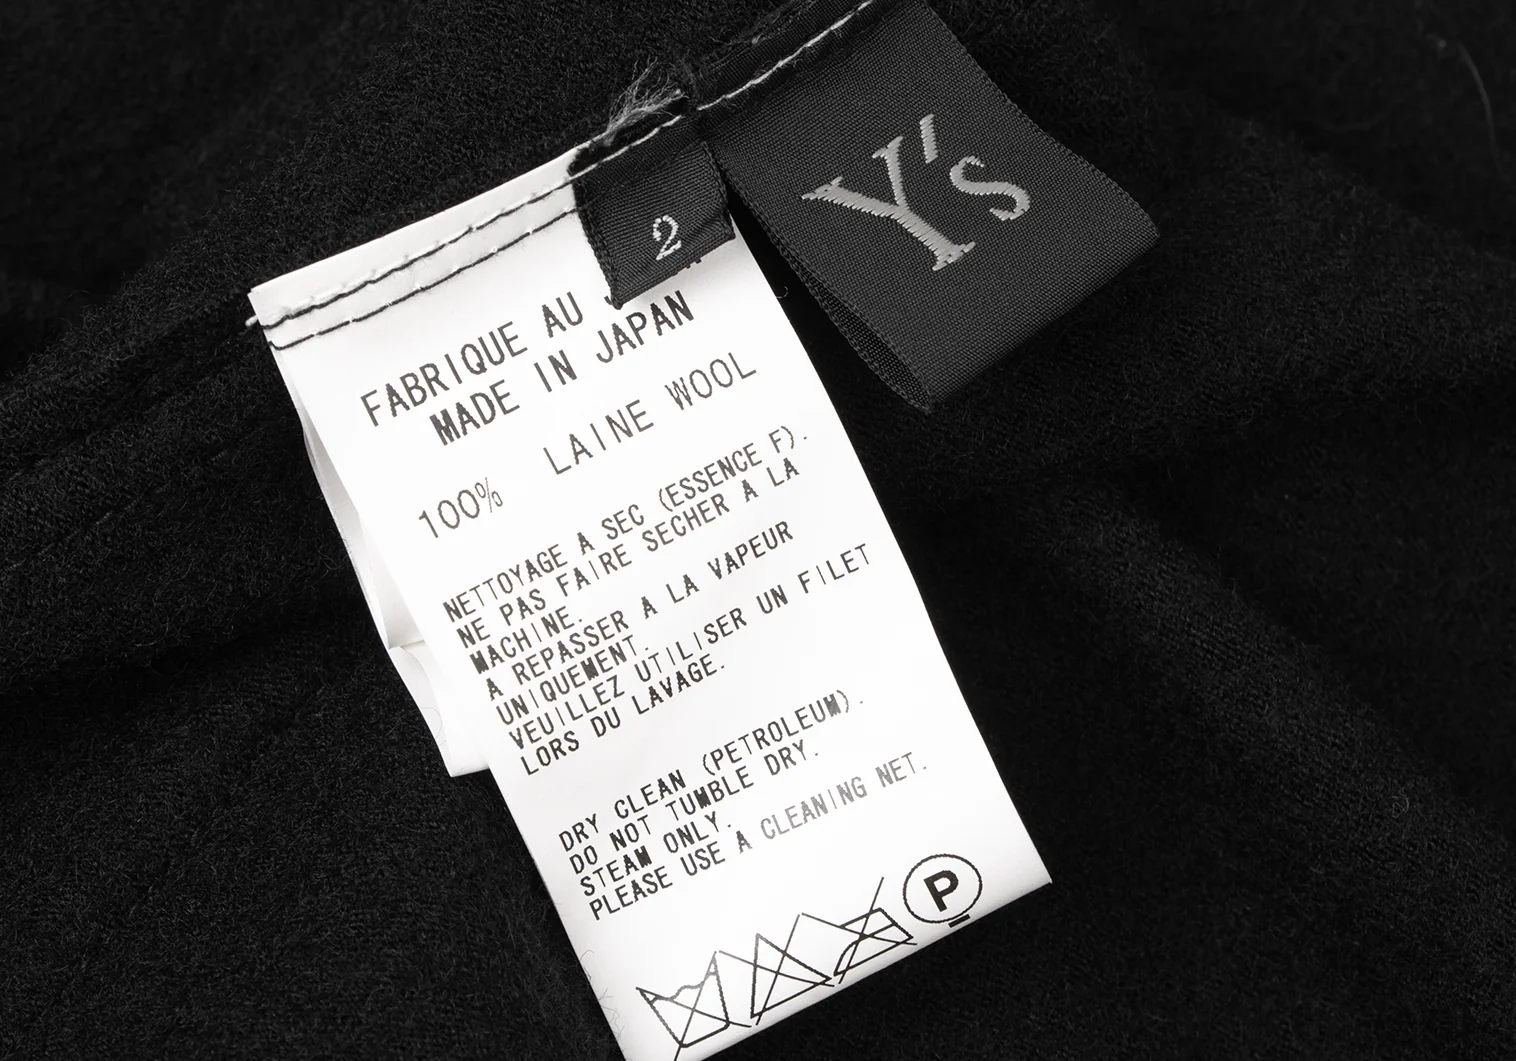 Y's
2
FABRIQUE AU
MADE IN JAPAN
100% LAINE WOOL
NETTOYAGE A SEC (ESSENCE F).
NE PAS FAIRE SECHER A LA
MACHINE.
A REPASSER A LA VAPEUR
UNIQUEMENT.
VEUILLEZ UTILISER UN FILET
LORS DU LAVAGE.
DRY CLEAN (PETROLEUM).
DO NOT TUMBLE DRY.
STEAM ONLY.
PLEASE USE A CLEANING NET.
P